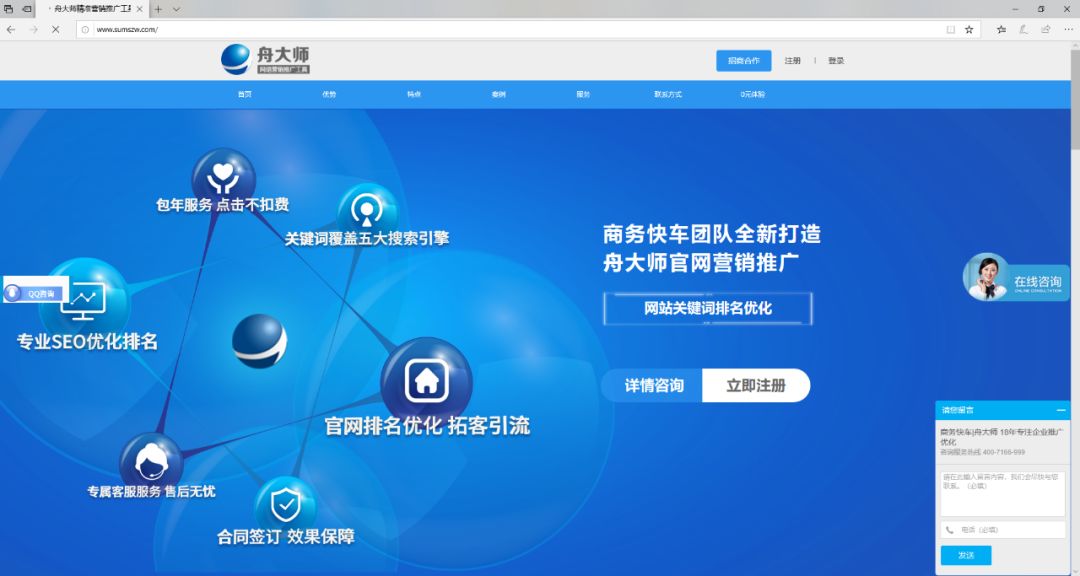 舟大师精准营销推广工具
www.sumszw.com/
舟大师
网络营销推广工具
招商合作
注册
登录
首页
优势
特点
案例
服务
联系方式
0元体验
包年服务 点击不扣费
关键词覆盖五大搜索引擎
QQ咨询
专业SEO优化排名
官网排名优化 拓客引流
专属客服服务 售后无忧
合同签订 效果保障
商务快车团队全新打造
舟大师官网营销推广
网站关键词排名优化
详情咨询
立即注册
在线咨询
ONLINE CONSULTATION
请您留言
商务快车|舟大师 18年专注企业推广
优化
咨询服务热线 400-7166-999
请在此输入留言内容，我们会尽快与您
联系。（必填）
电话（必填）
发送